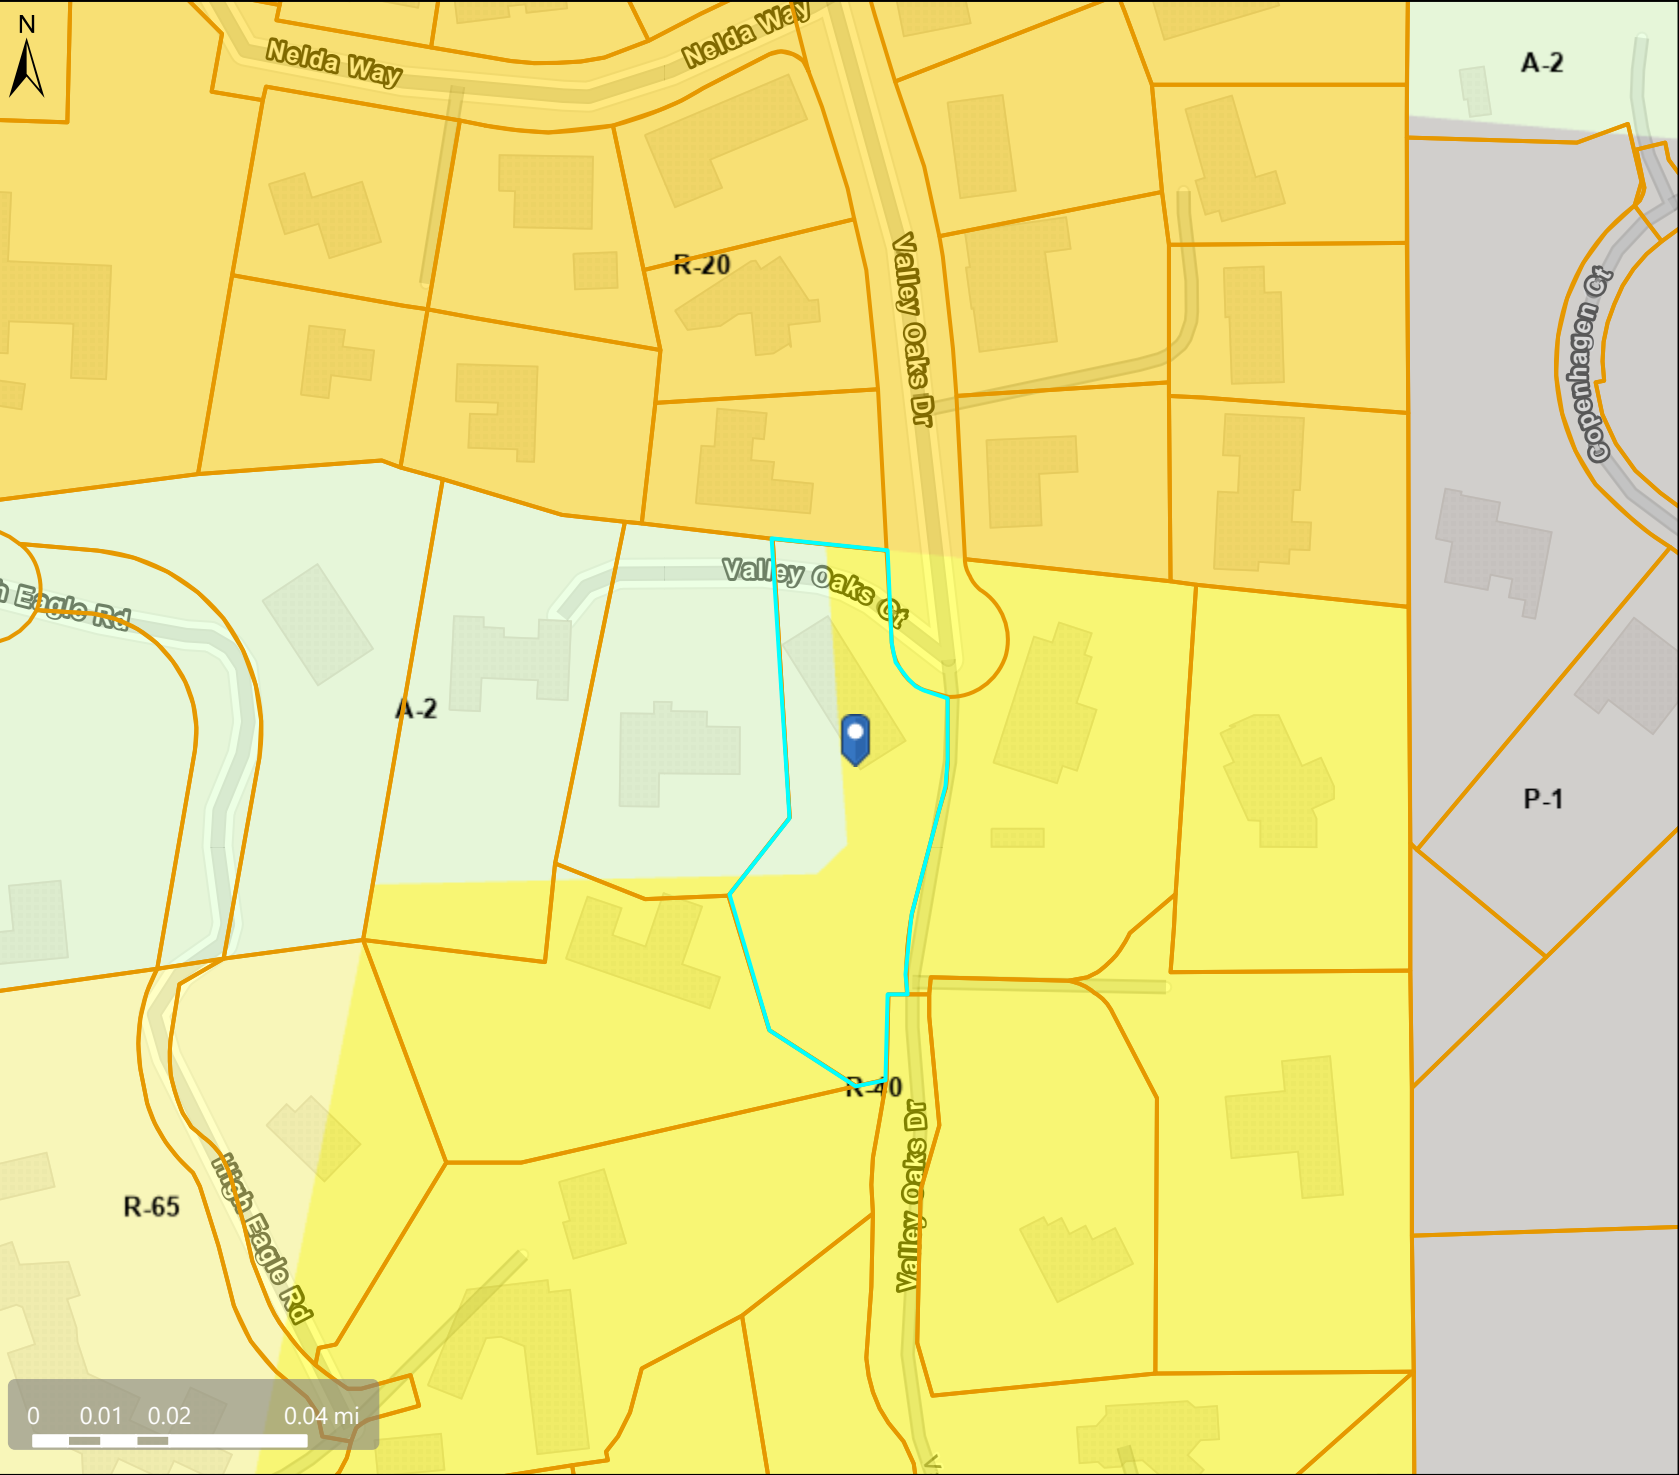 N
Nelda Way
Nelda Way
A-2
R-20
Valley Oaks Dr
Copenhagen Ct
Valley Oaks Ct
h Eagle Rd
A-2
P-1
R-40
Valley Oaks Dr
R-65
High Eagle Rd
0 0.01 0.02 0.04 mi
V